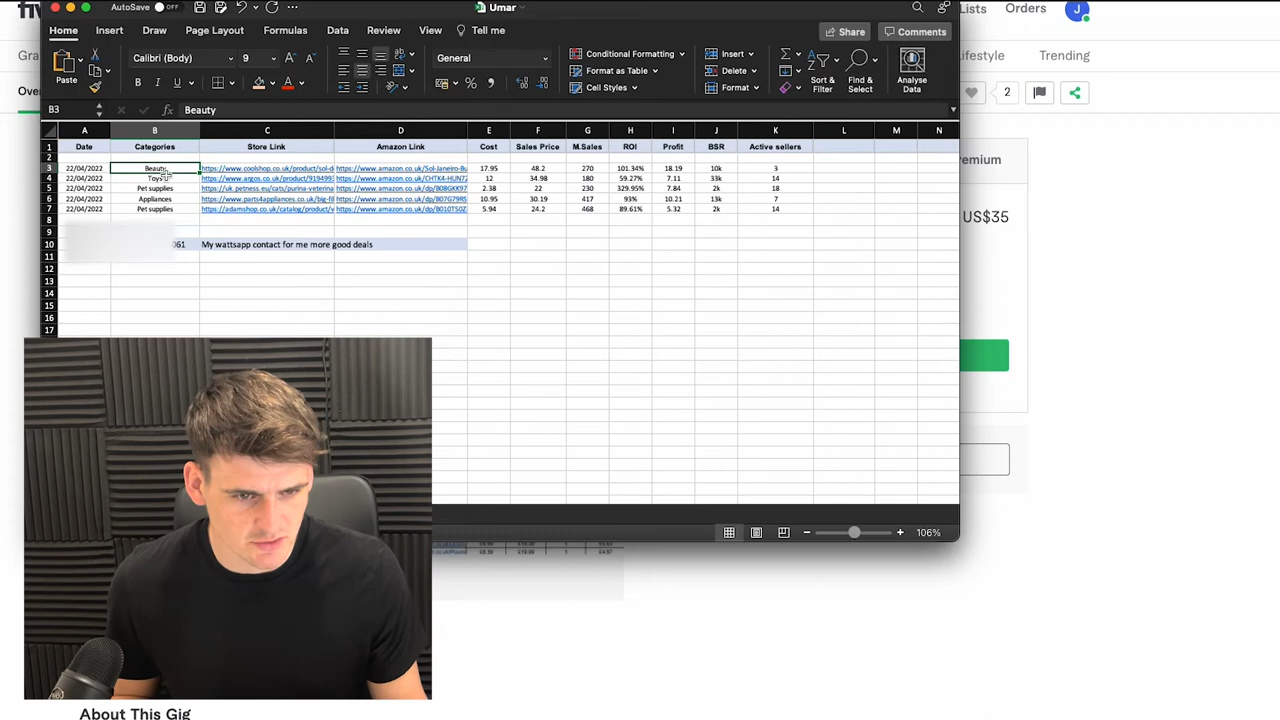 AutoSave OFF Umar
Lists Orders J
Home Insert Draw Page Layout Formulas Data Review View Tell me Share Comments
Lifestyle Trending
Calibri (Body) 9 General Conditional Formatting Insert
Paste Format as Table Delete Sort & Filter Find & Select Analyse Data
Cell Styles Format
2
B3 fx Beauty
A B C D E F G H I J K L M N
1 Date Categories Store Link Amazon Link Cost Sales Price M.Sales ROI Profit BSR Active sellers
2
3 22/04/2022 Beauty https://www.coolshop.co.uk/product/sol-d https://www.amazon.co.uk/Sol-Janeiro-Bu 17.95 48.2 270 101.34% 18.19 10k 3
4 22/04/2022 Toys https://www.argos.co.uk/product/919499 https://www.amazon.co.uk/CHTK4-HUN72 12 34.98 180 59.27% 7.11 33k 14
5 22/04/2022 Pet supplies https://uk.petness.eu/cats/purina-veterina https://www.amazon.co.uk/dp/B08GXX97 2.38 22 230 329.95% 7.84 2k 18
6 22/04/2022 Appliances https://www.parts4appliances.co.uk/big-fi https://www.amazon.co.uk/dp/B07G79R5 10.95 30.19 417 93% 10.21 13k 7
7 22/04/2022 Pet supplies https://adamshop.co.uk/catalog/product/v https://www.amazon.co.uk/dp/B010TS0Z 5.94 24.2 468 89.61% 5.32 2k 14
8
9
10 061 My wattsapp contact for me more good deals
11
12
13
14
15
16
17
US$35
106%
About This Gig